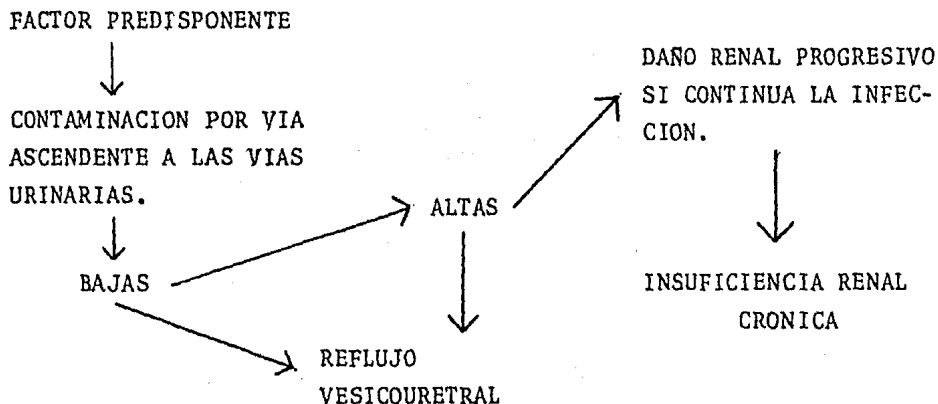 FACTOR PREDISPONENTE
CONTAMINACION POR VIA
ASCENDENTE A LAS VIAS
URINARIAS.
BAJAS
ALTAS
REFLUJO
VESICOURETRAL
DAÑO RENAL PROGRESIVO
SI CONTINUA LA INFEC-
CION.
INSUFICIENCIA RENAL
CRONICA